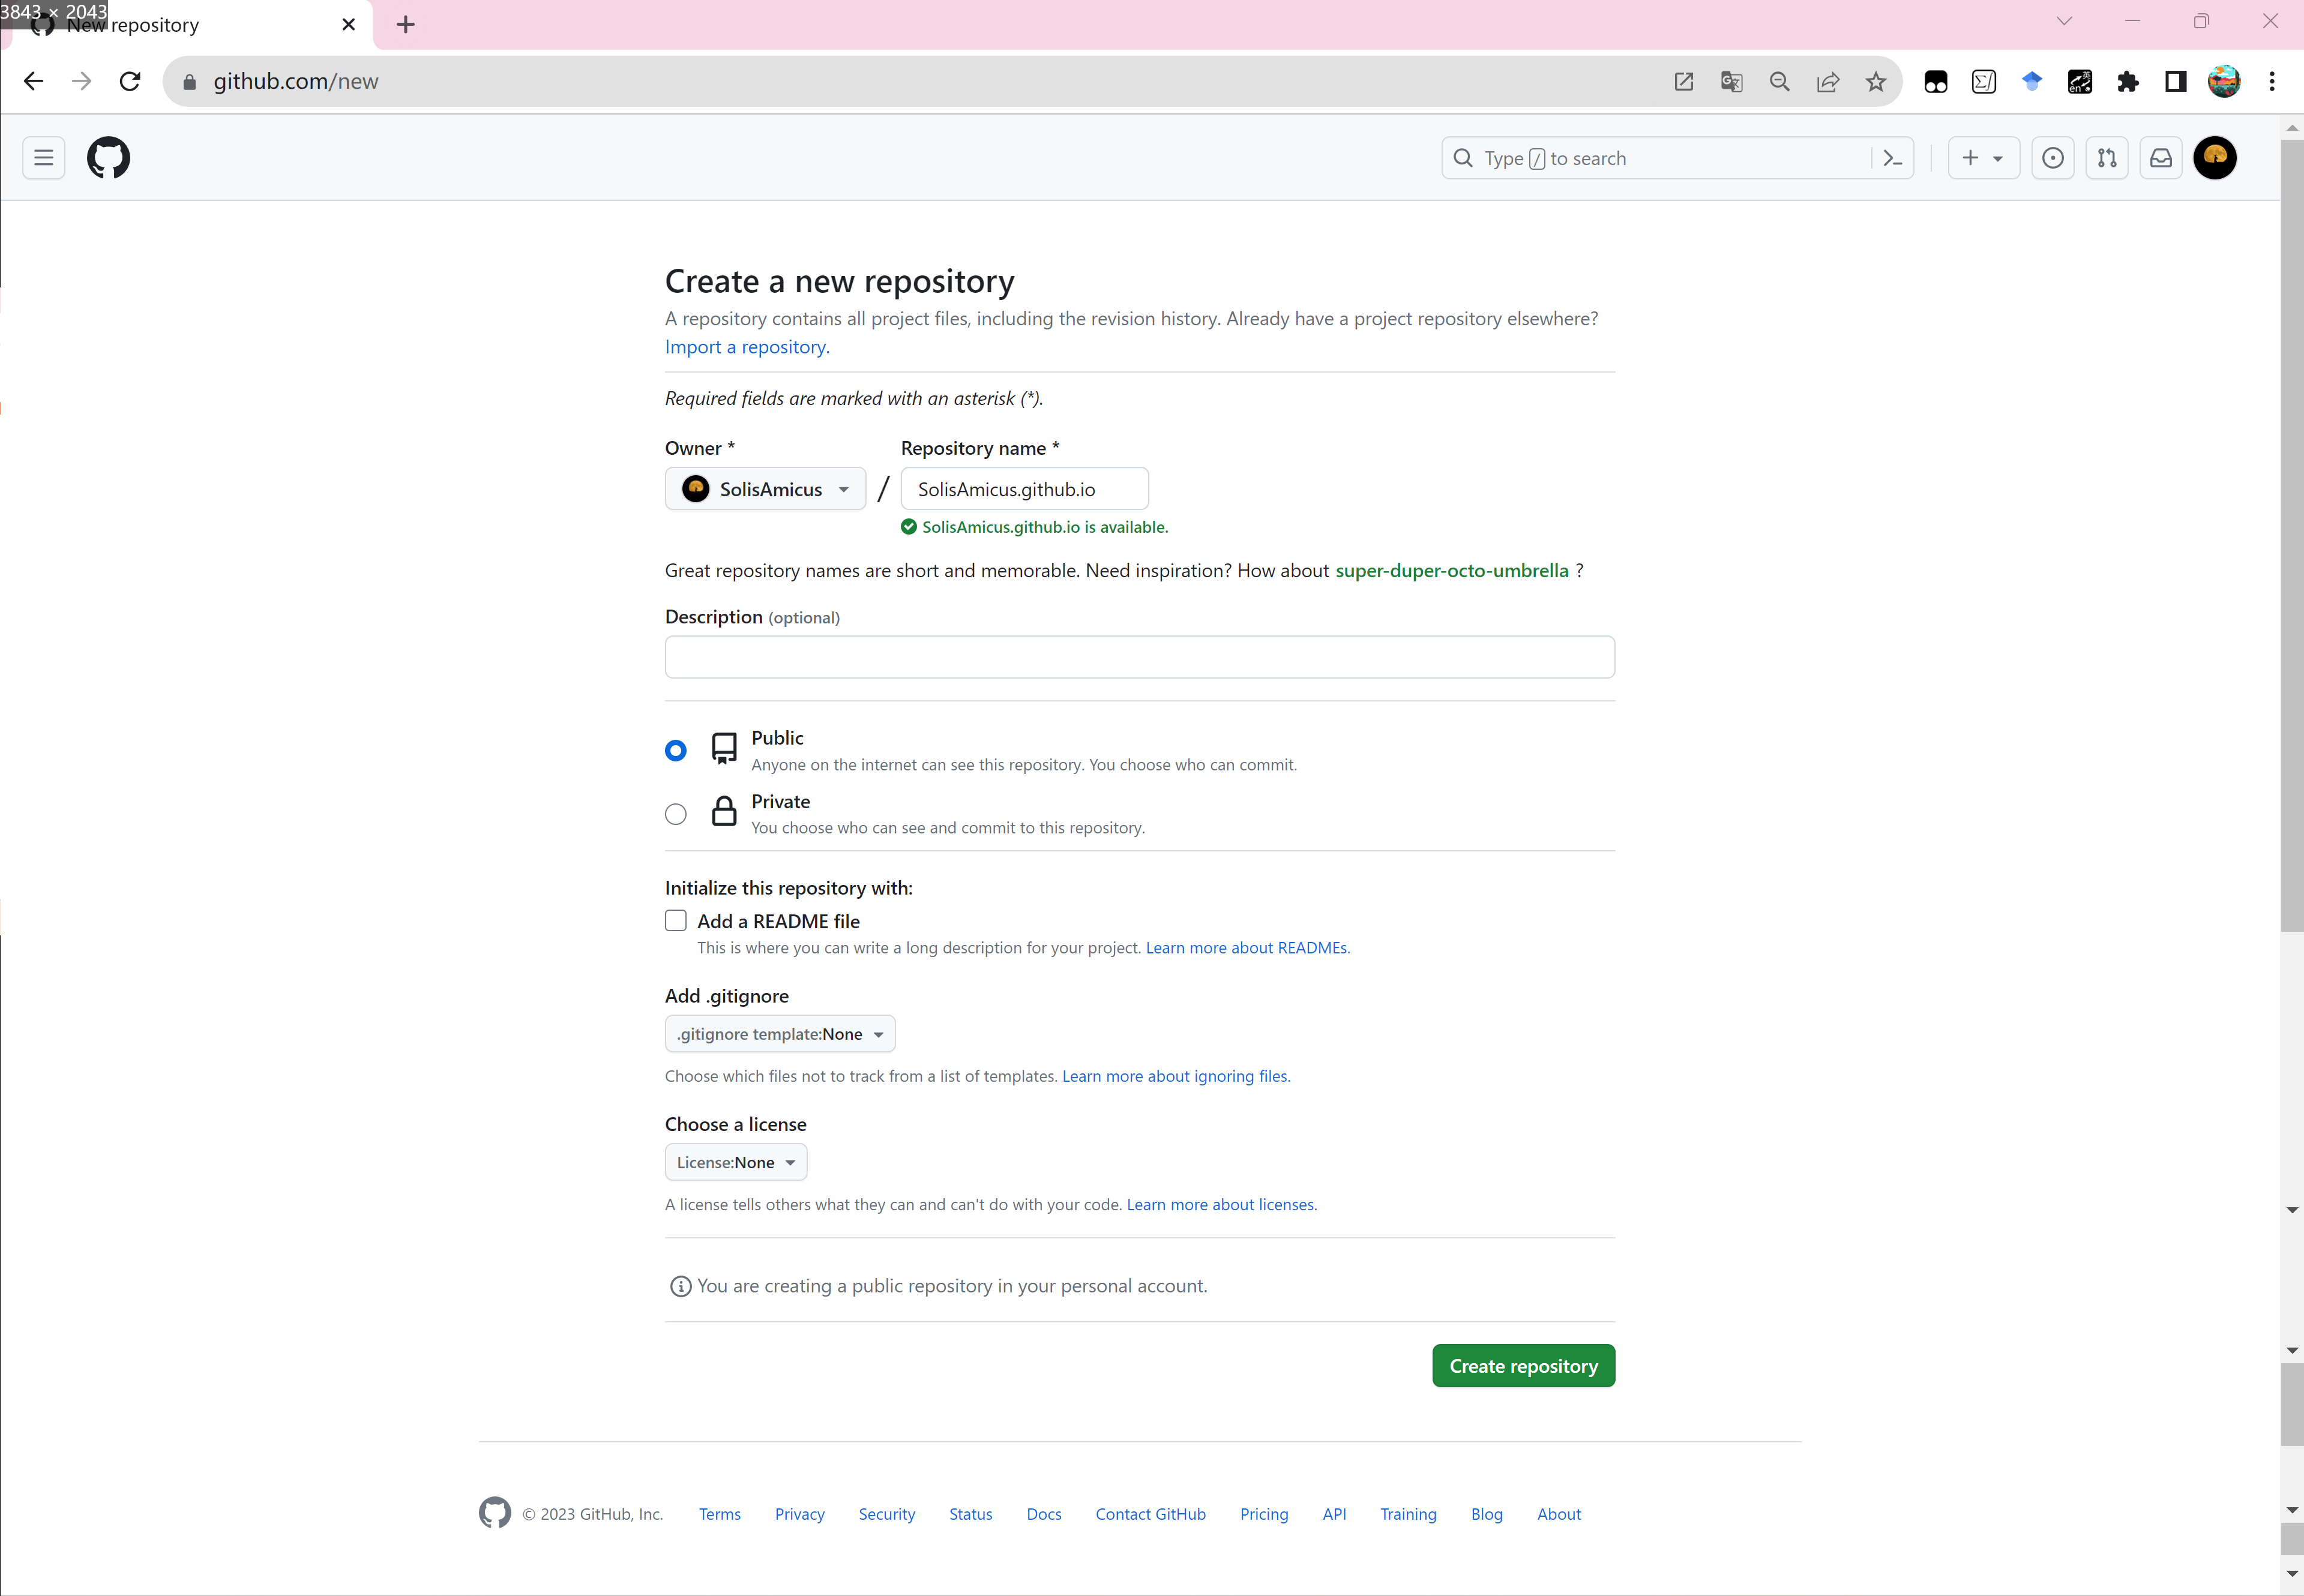 3843 × 2043
New repository
github.com/new
Type / to search
Create a new repository
A repository contains all project files, including the revision history. Already have a project repository elsewhere?
Import a repository.
Required fields are marked with an asterisk (*).
Owner *
Repository name *
SolisAmicus
/
SolisAmicus.github.io
SolisAmicus.github.io is available.
Great repository names are short and memorable. Need inspiration? How about super-duper-octo-umbrella ?
Description (optional)
Public
Anyone on the internet can see this repository. You choose who can commit.
Private
You choose who can see and commit to this repository.
Initialize this repository with:
Add a README file
This is where you can write a long description for your project. Learn more about READMEs.
Add .gitignore
.gitignore template:None
Choose which files not to track from a list of templates. Learn more about ignoring files.
Choose a license
License:None
A license tells others what they can and can't do with your code. Learn more about licenses.
You are creating a public repository in your personal account.
Create repository
© 2023 GitHub, Inc.
Terms
Privacy
Security
Status
Docs
Contact GitHub
Pricing
API
Training
Blog
About